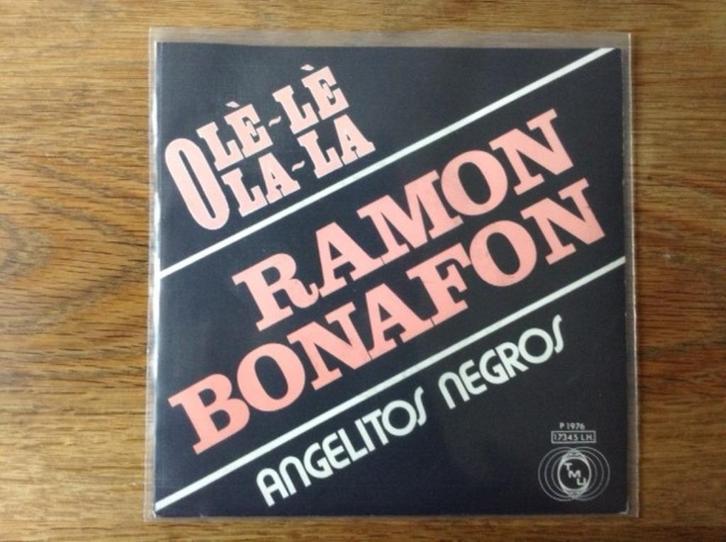 OLÈ~LÈ
LA~LA
RAMON
BONAFON
ANGELITOS NEGROS
P 1976
17345 L.H.
TMU